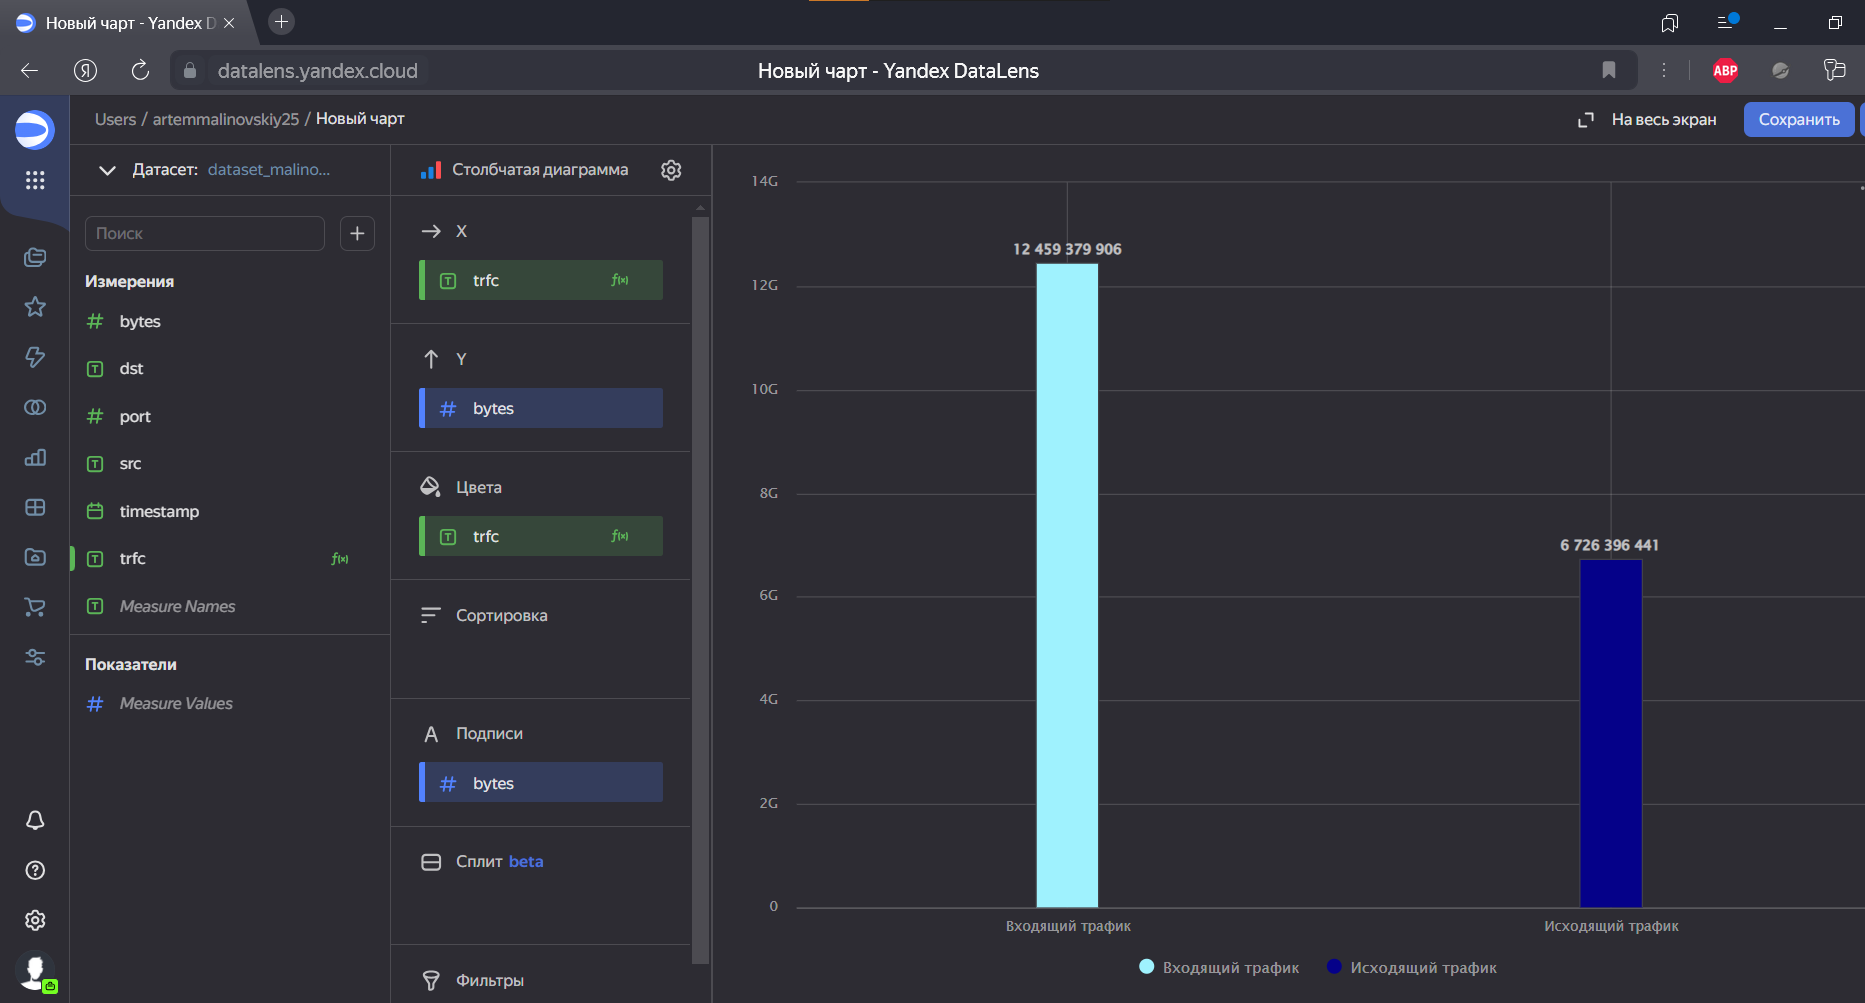 Новый чарт - Yandex D
datalens.yandex.cloud
Новый чарт - Yandex DataLens
ABP
Users / artemmalinovskiy25 / Новый чарт
На весь экран
Сохранить
Датасет: dataset_malino...
Поиск
Измерения
bytes
dst
port
src
timestamp
trfc
Measure Names
Показатели
Measure Values
Столбчатая диаграмма
X
trfc
Y
bytes
Цвета
trfc
Сортировка
Подписи
bytes
Сплит beta
Фильтры
14G
12G
10G
8G
6G
4G
2G
0
12 459 379 906
6 726 396 441
Входящий трафик
Исходящий трафик
Входящий трафик
Исходящий трафик